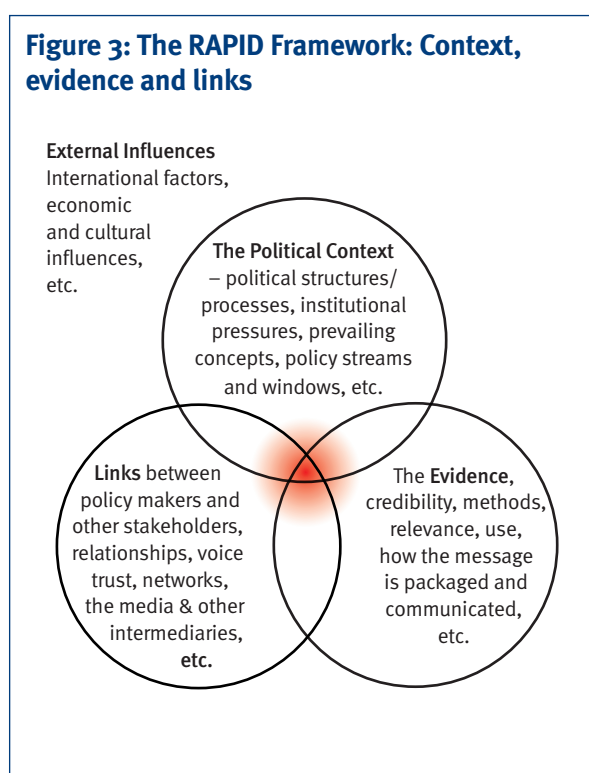 Figure 3: The RAPID Framework: Context,
evidence and links
External Influences
International factors,
economic
and cultural
influences,
etc.
The Political Context
– political structures/
processes, institutional
pressures, prevailing
concepts, policy streams
and windows, etc.
Links between
policy makers and
other stakeholders,
relationships, voice
trust, networks,
the media & other
intermediaries,
etc.
The Evidence,
credibility, methods,
relevance, use,
how the message
is packaged and
communicated,
etc.